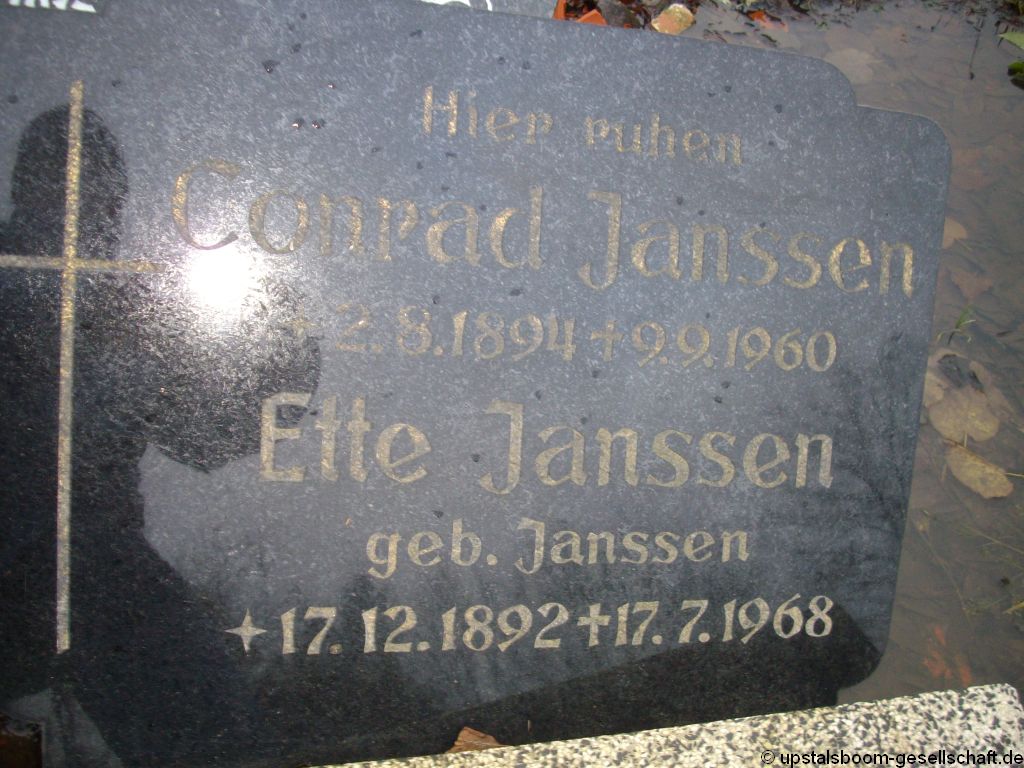 Hier ruhen
Conrad Janssen
2.8.1894 ✝ 9.9.1960
Ette Janssen
geb. Janssen
✦ 17.12.1892 ✝ 17.7.1968
© upstalsboom-gesellschaft.de